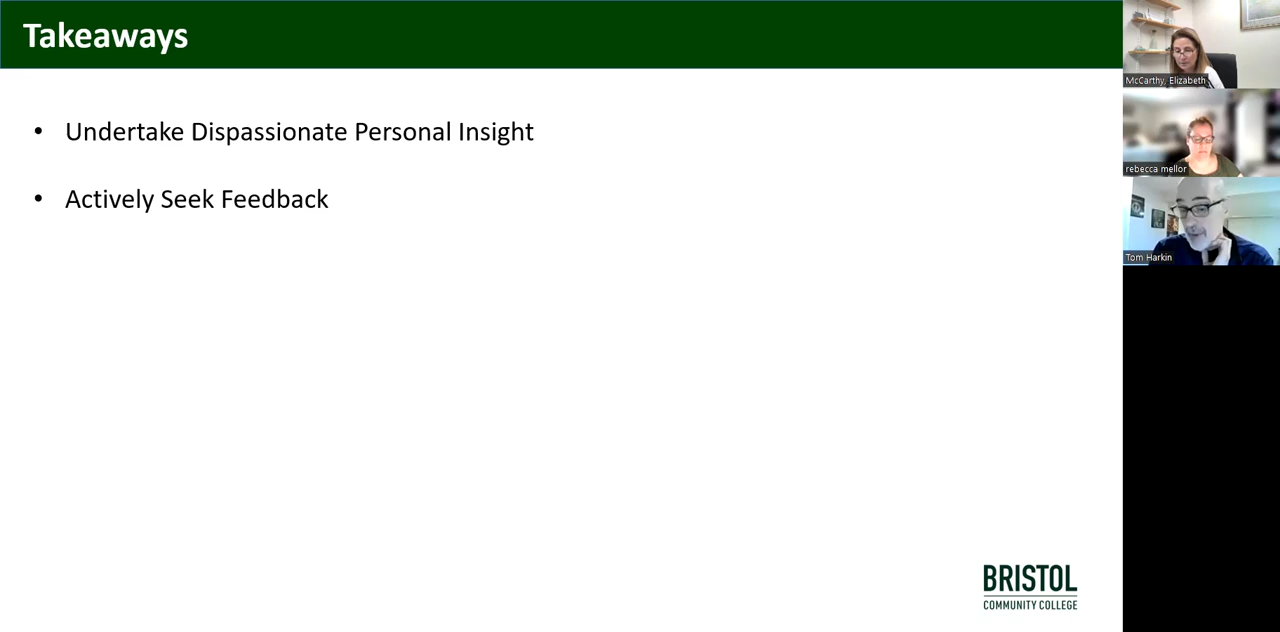 Takeaways
• Undertake Dispassionate Personal Insight
• Actively Seek Feedback
BRISTOL
COMMUNITY COLLEGE
McCarthy, Elizabeth
rebecca mellor
Tom Harkin